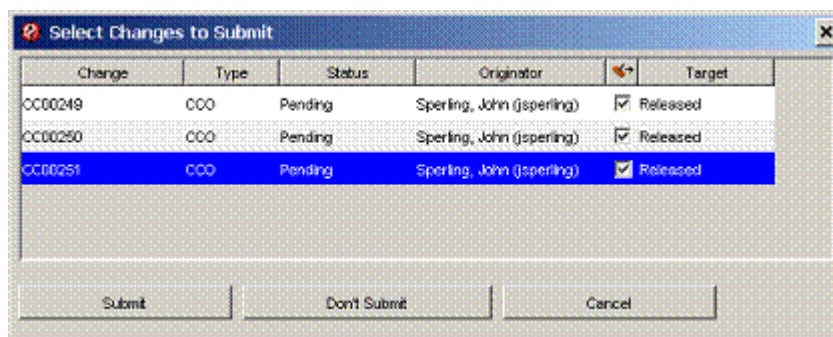 Select Changes to Submit
Change Type Status Originator Target
CC00249 CCO Pending Sperling, John (jsperling) Released
CC00250 CCO Pending Sperling, John (jsperling) Released
CC00251 CCO Pending Sperling, John (jsperling) Released
Submit Don't Submit Cancel